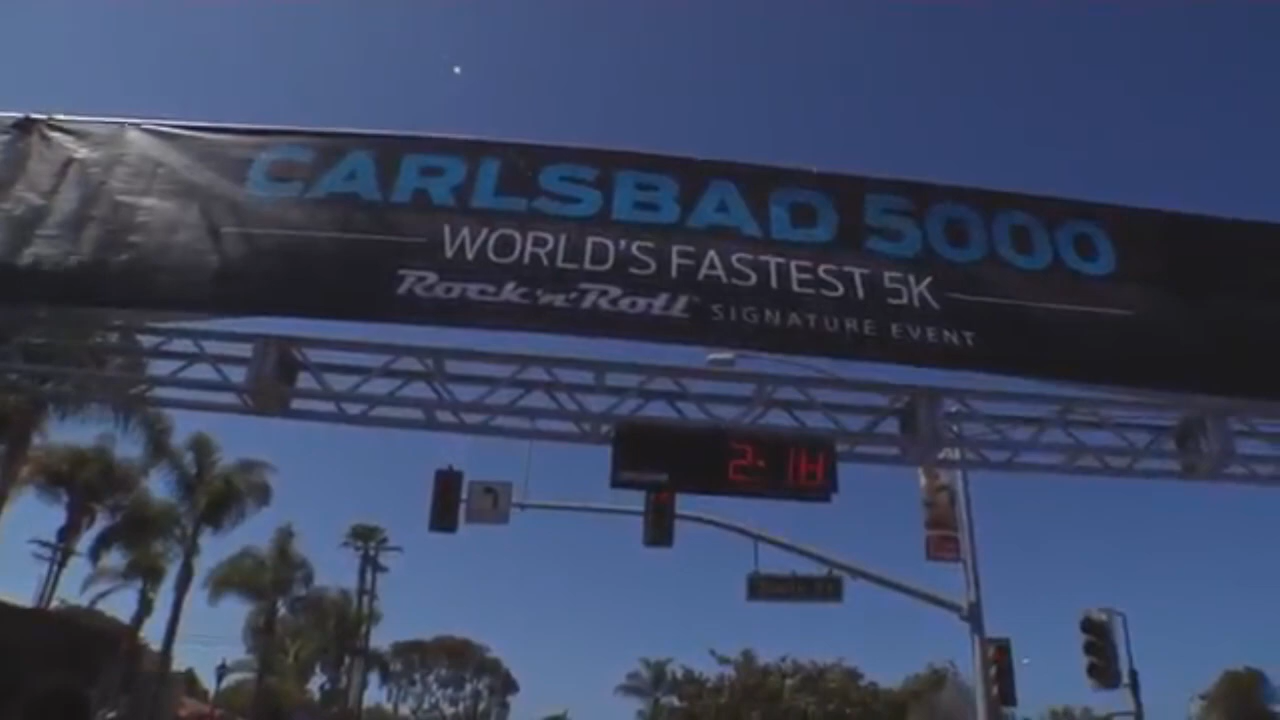 CARLSBAD 5000
WORLD'S FASTEST 5K
Rock 'n' Roll SIGNATURE EVENT